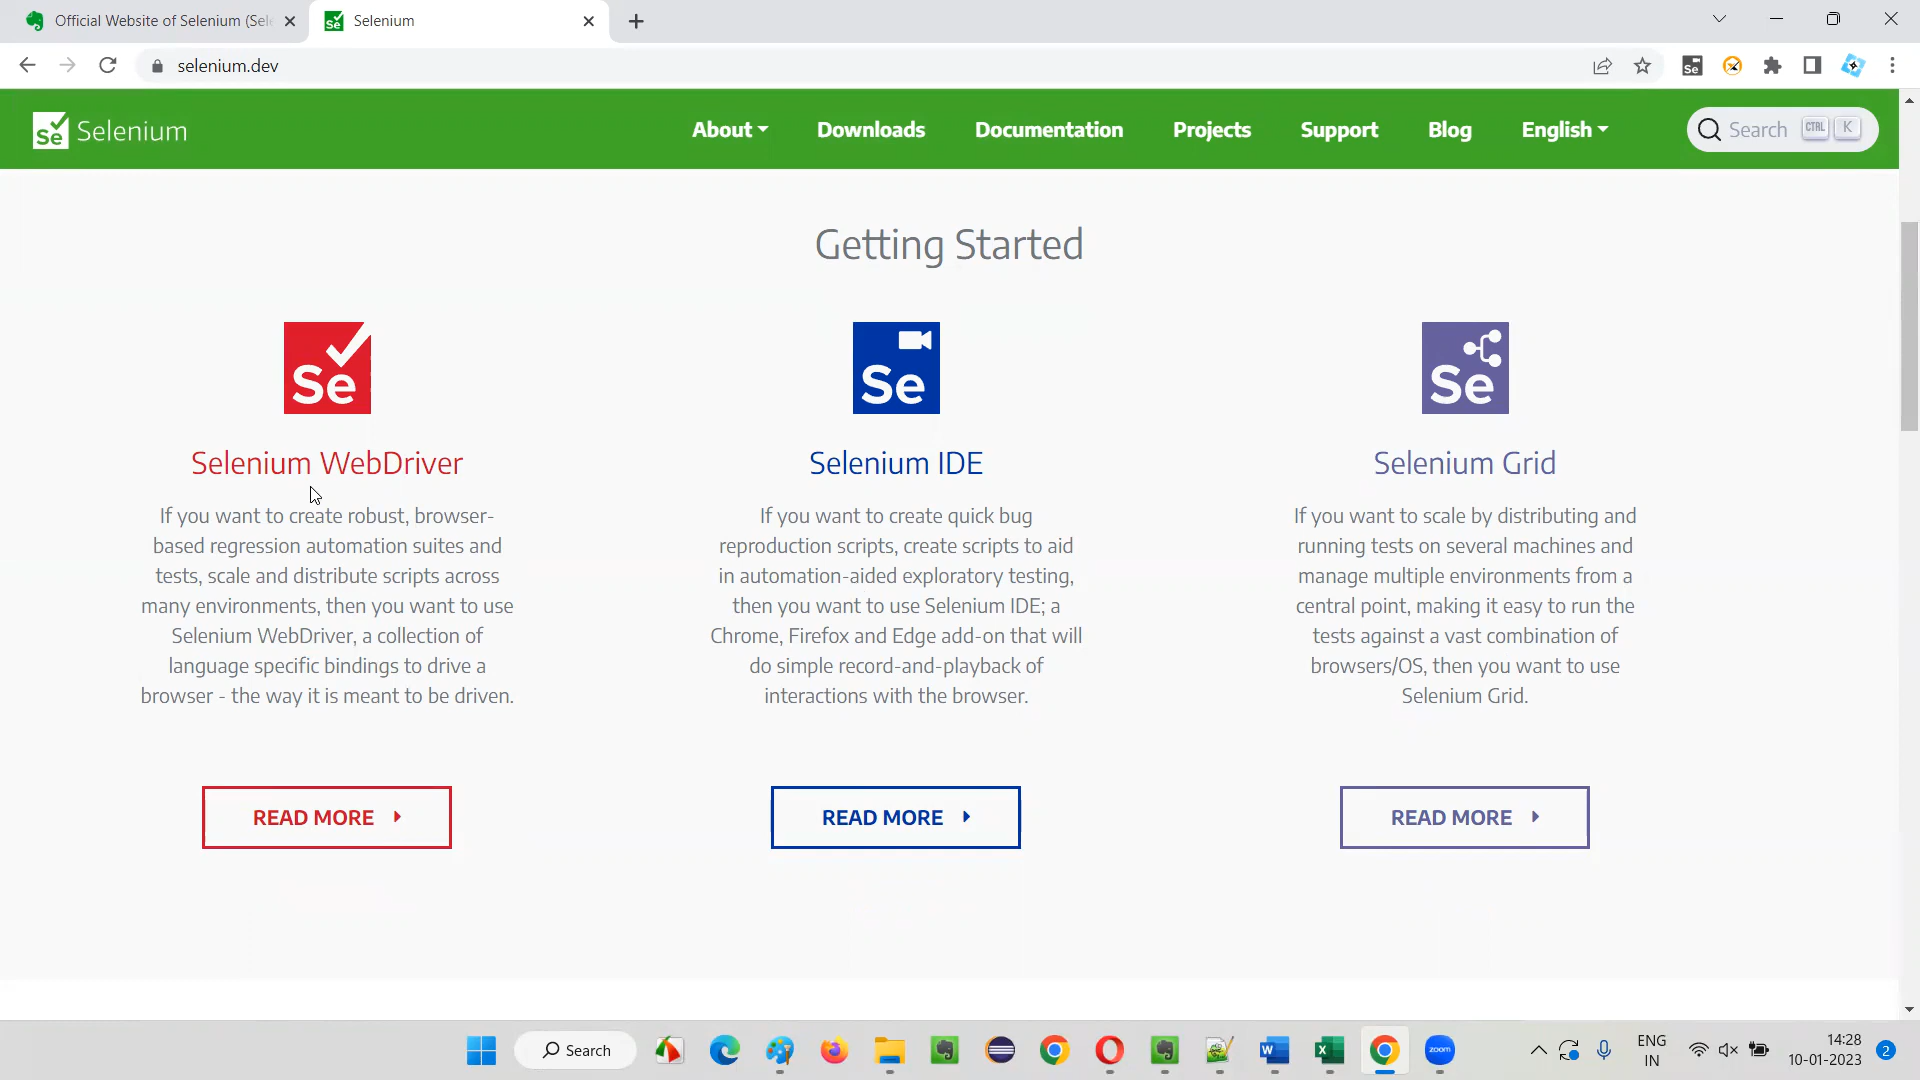 Official Website of Selenium (Sel
Selenium
selenium.dev
Se
Se
Selenium
About
Downloads
Documentation
Projects
Support
Blog
English
Search
CTRL
K
Getting Started
Se
Se
Se
Selenium WebDriver
If you want to create robust, browser-
based regression automation suites and
tests, scale and distribute scripts across
many environments, then you want to use
Selenium WebDriver, a collection of
language specific bindings to drive a
browser - the way it is meant to be driven.
Selenium IDE
If you want to create quick bug
reproduction scripts, create scripts to aid
in automation-aided exploratory testing,
then you want to use Selenium IDE; a
Chrome, Firefox and Edge add-on that will
do simple record-and-playback of
interactions with the browser.
Selenium Grid
If you want to scale by distributing and
running tests on several machines and
manage multiple environments from a
central point, making it easy to run the
tests against a vast combination of
browsers/OS, then you want to use
Selenium Grid.
READ MORE
READ MORE
READ MORE
Search
W
X
zoom
ENG
IN
14:28
10-01-2023
2